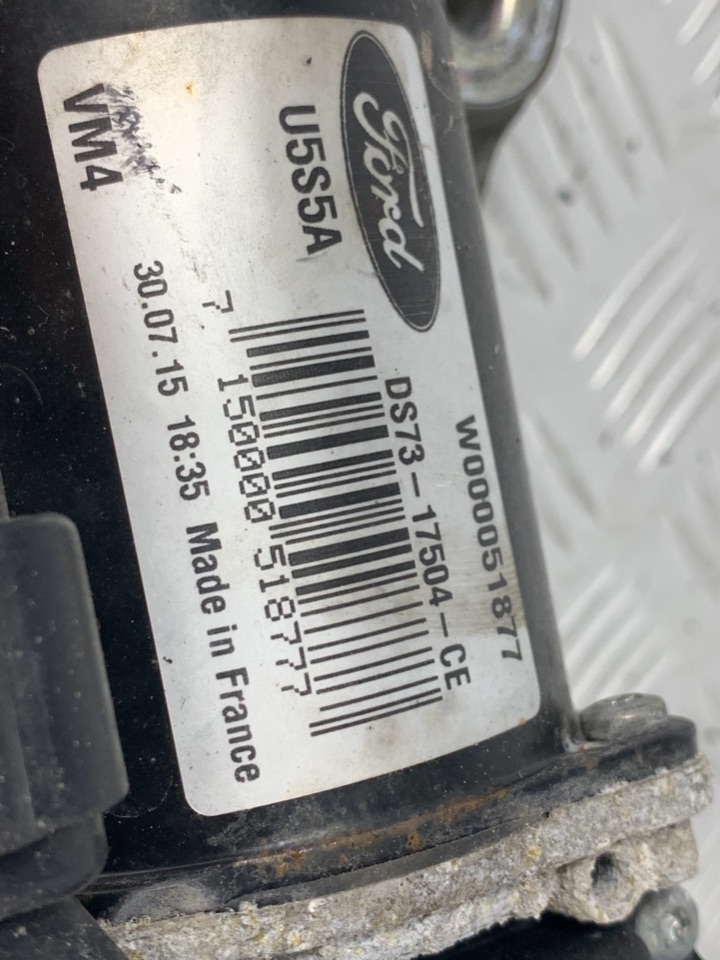 W000051877
Ford
DS73-17504-CE
U5S5A
7 150000 518777
VM4
30.07.15 18:35 Made in France